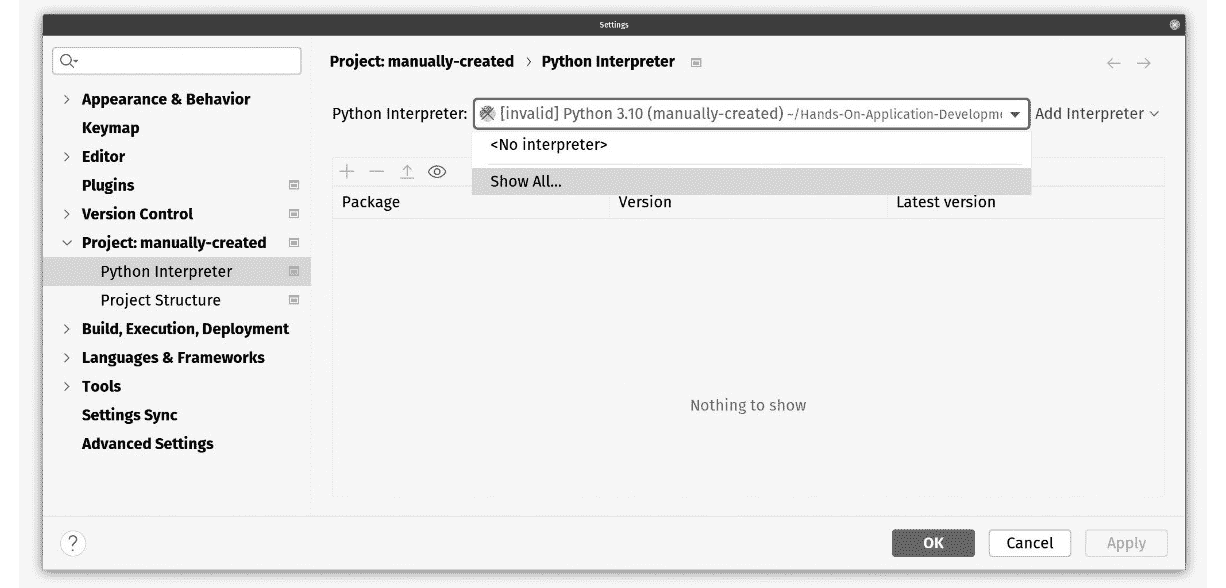 Settings
Project: manually-created › Python Interpreter
Appearance & Behavior
Keymap
Editor
Plugins
Version Control
Project: manually-created
Python Interpreter
Project Structure
Build, Execution, Deployment
Languages & Frameworks
Tools
Settings Sync
Advanced Settings
Python Interpreter: [invalid] Python 3.10 (manually-created) ~/Hands-On-Application-Developme Add Interpreter
<No interpreter>
Show All...
Package Version Latest version
Nothing to show
? OK Cancel Apply